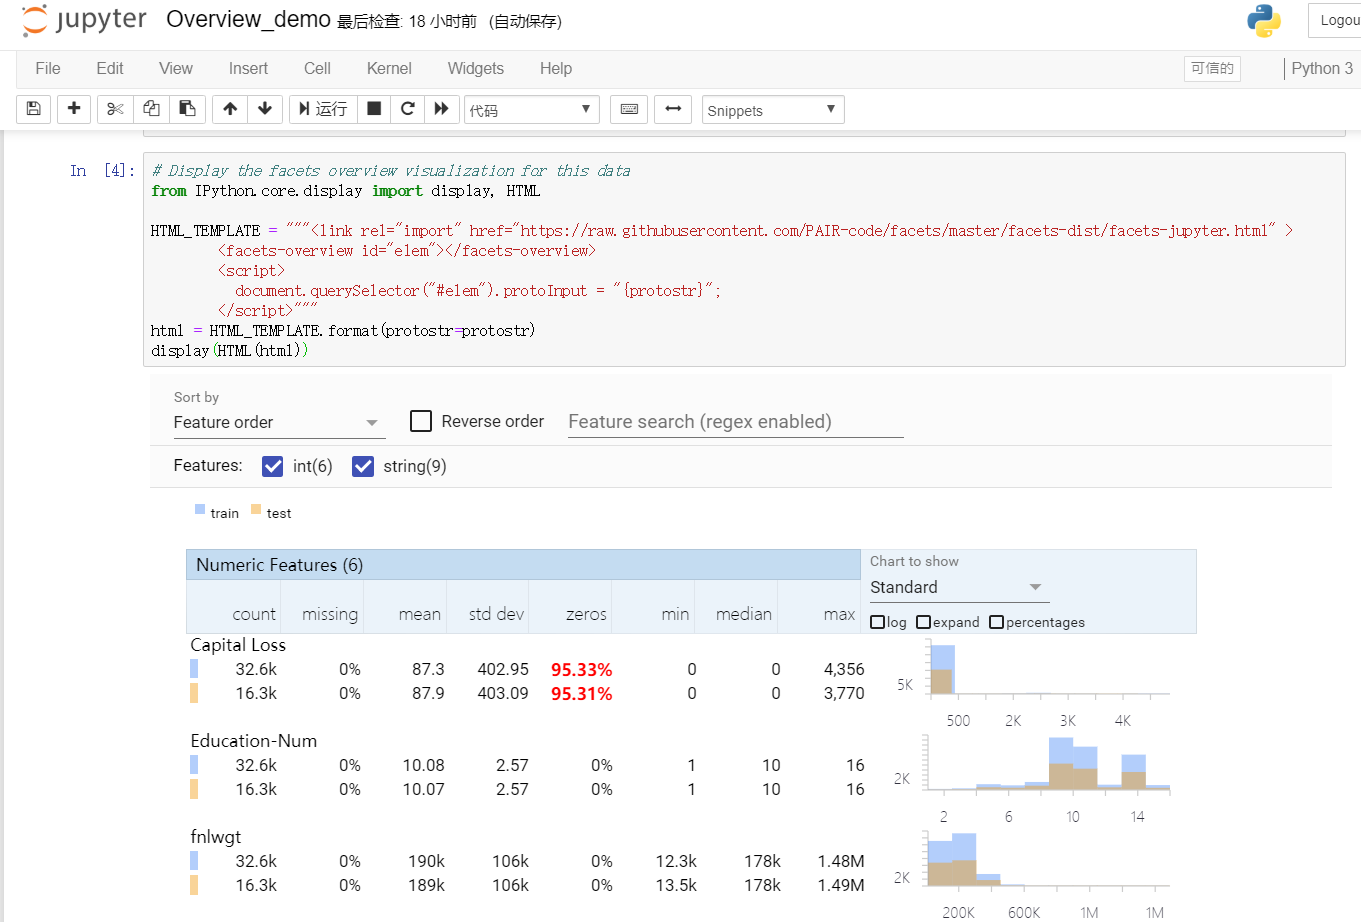 jupyter Overview_demo 最后检查: 18 小时前 (自动保存)
Logou
File Edit View Insert Cell Kernel Widgets Help 可信的 Python 3
运行 代码 Snippets
In [4]: # Display the facets overview visualization for this data
from IPython.core.display import display, HTML
HTML_TEMPLATE = """<link rel="import" href="https://raw.githubusercontent.com/PAIR-code/facets/master/facets-dist/facets-jupyter.html" >
<facets-overview id="elem"></facets-overview>
<script>
document.querySelector("#elem").protoInput = "{protostr}";
</script>"""
html = HTML_TEMPLATE.format(protostr=protostr)
display(HTML(html))
Sort by
Feature order Reverse order Feature search (regex enabled)
Features: int(6) string(9)
train test
Numeric Features (6) Chart to show
Standard
count missing mean std dev zeros min median max
log expand percentages
Capital Loss
32.6k 0% 87.3 402.95 95.33% 0 0 4,356
16.3k 0% 87.9 403.09 95.31% 0 0 3,770
5K
500 2K 3K 4K
Education-Num
32.6k 0% 10.08 2.57 0% 1 10 16
16.3k 0% 10.07 2.57 0% 1 10 16
2K
2 6 10 14
fnlwgt
32.6k 0% 190k 106k 0% 12.3k 178k 1.48M
16.3k 0% 189k 106k 0% 13.5k 178k 1.49M
2K
200K 600K 1M 1M